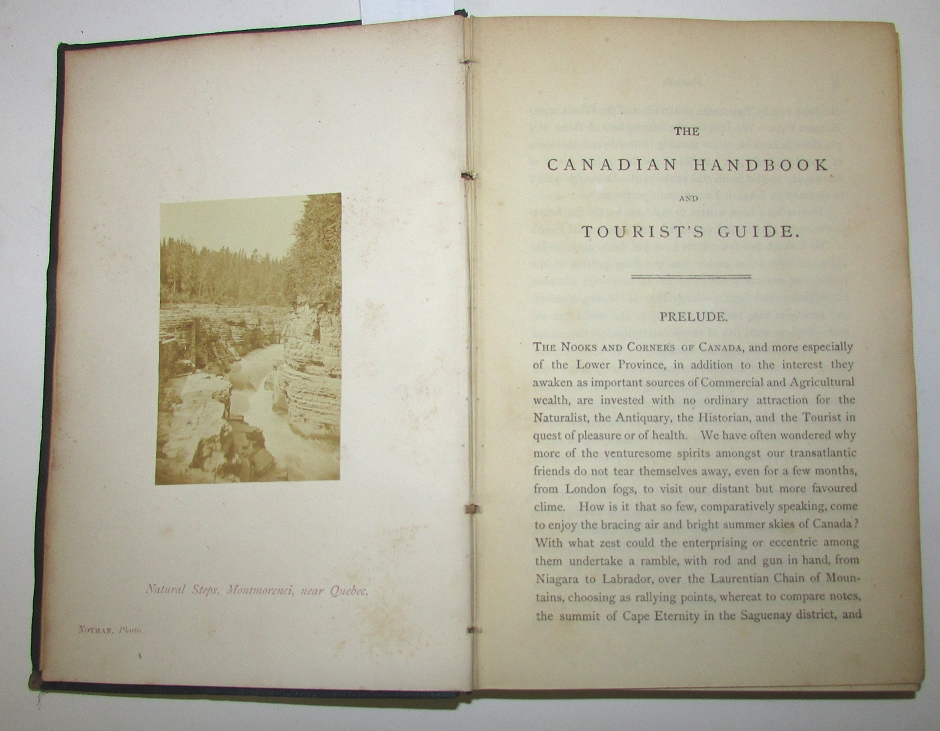 Natural Steps, Montmorenci, near Quebec.
NOTMAN, Photo.
THE
CANADIAN HANDBOOK
AND
TOURIST'S GUIDE.
PRELUDE.
THE NOOKS AND CORNERS OF CANADA, and more especially
of the Lower Province, in addition to the interest they
awaken as important sources of Commercial and Agricultural
wealth, are invested with no ordinary attraction for the
Naturalist, the Antiquary, the Historian, and the Tourist in
quest of pleasure or of health. We have often wondered why
more of the venturesome spirits amongst our transatlantic
friends do not tear themselves away, even for a few months,
from London fogs, to visit our distant but more favoured
clime. How is it that so few, comparatively speaking, come
to enjoy the bracing air and bright summer skies of Canada?
With what zest could the enterprising or eccentric among
them undertake a ramble, with rod and gun in hand, from
Niagara to Labrador, over the Laurentian Chain of Moun-
tains, choosing as rallying points, whereat to compare notes,
the summit of Cape Eternity in the Saguenay district, and